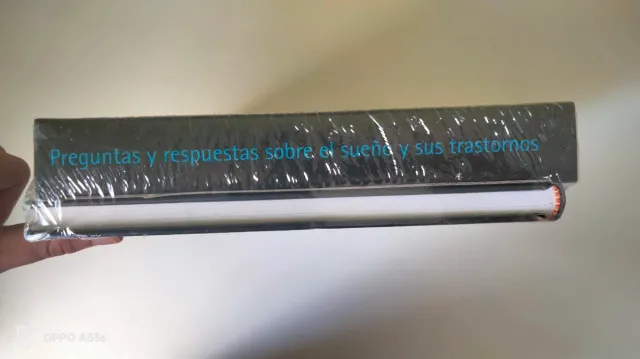 Preguntas y respuestas sobre el sueño y sus trastornos
OPPO A53s